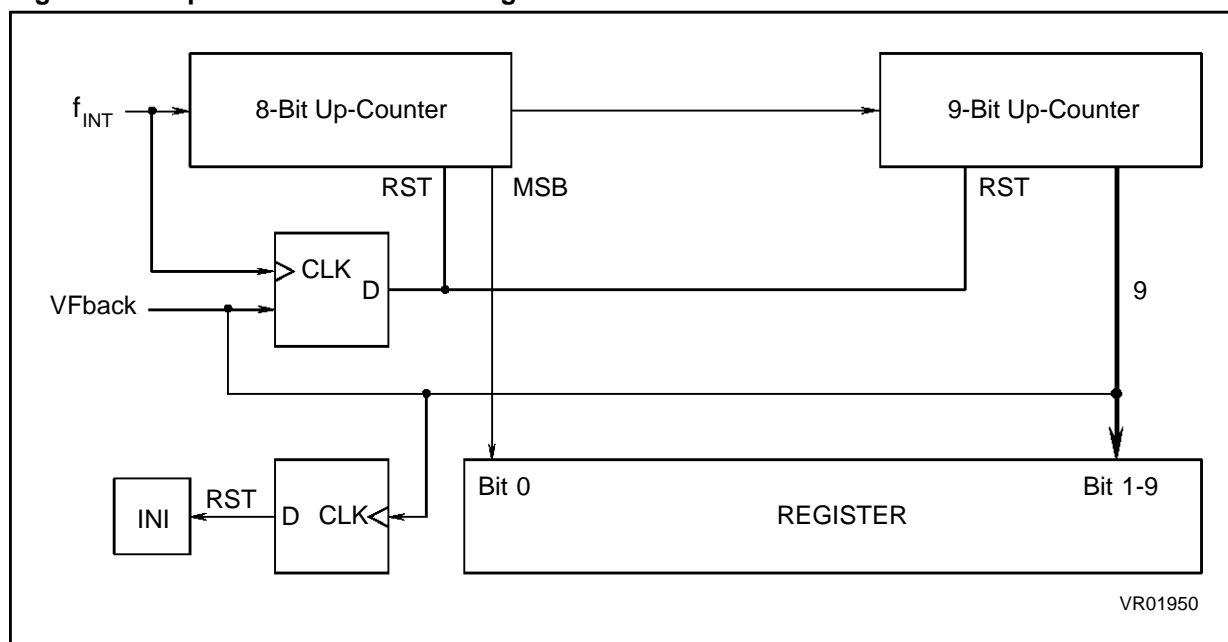 f INT
8-Bit Up-Counter
9-Bit Up-Counter
RST
MSB
RST
CLK
D
VFback
9
Bit 0
Bit 1-9
RST
INI
D
CLK
REGISTER
VR01950